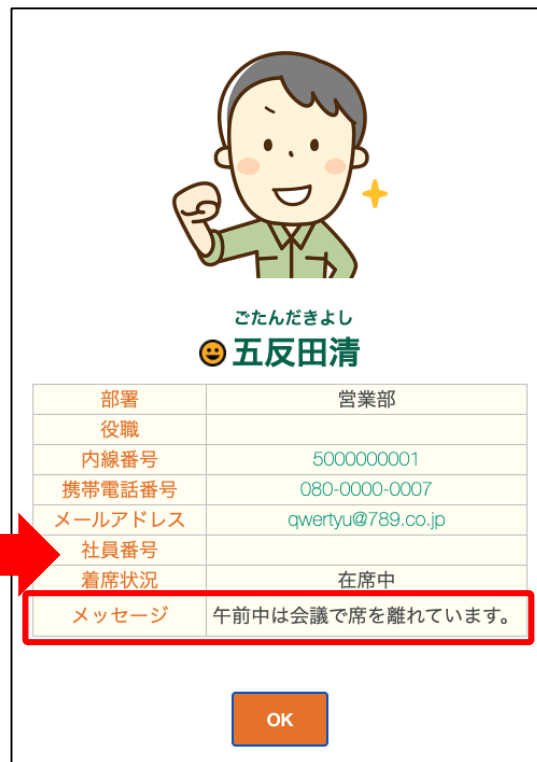 ごたんだきよし
五反田清
部署 営業部
役職
内線番号 5000000001
携帯電話番号 080-0000-0007
メールアドレス qwertyu@789.co.jp
社員番号
着席状況 在席中
メッセージ 午前中は会議で席を離れています。
OK